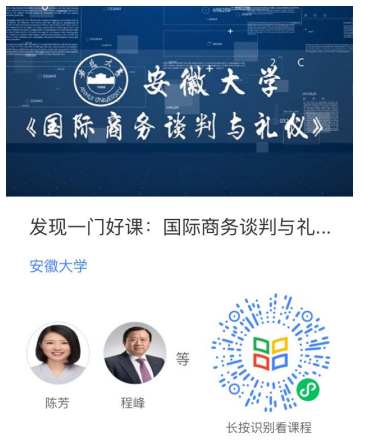 安徽大学
《国际商务谈判与礼仪》
发现一门好课：国际商务谈判与礼...
安徽大学
等
陈芳
程峰
长按识别看课程